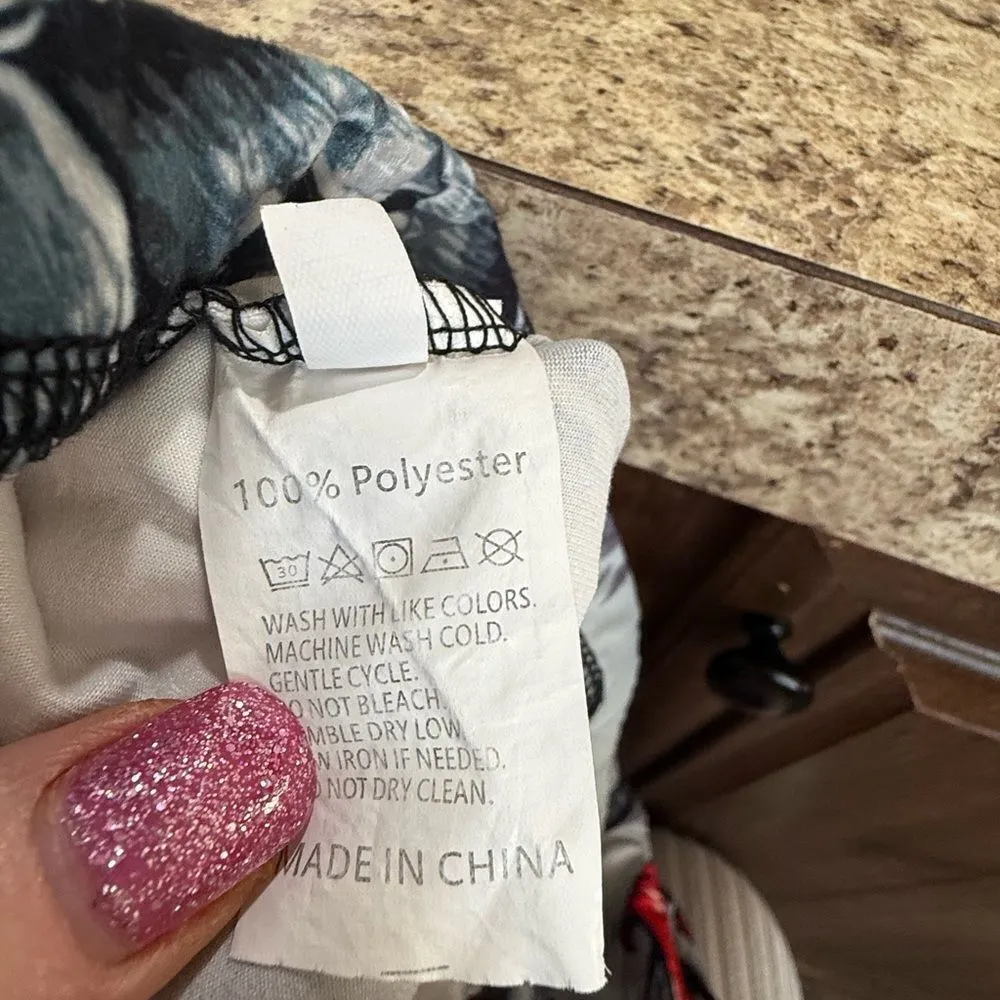 100% Polyester
30
WASH WITH LIKE COLORS.
MACHINE WASH COLD.
GENTLE CYCLE.
NOT BLEACH.
DRY LOW
IRON IF NEEDED.
NOT DRY CLEAN.
MADE IN CHINA